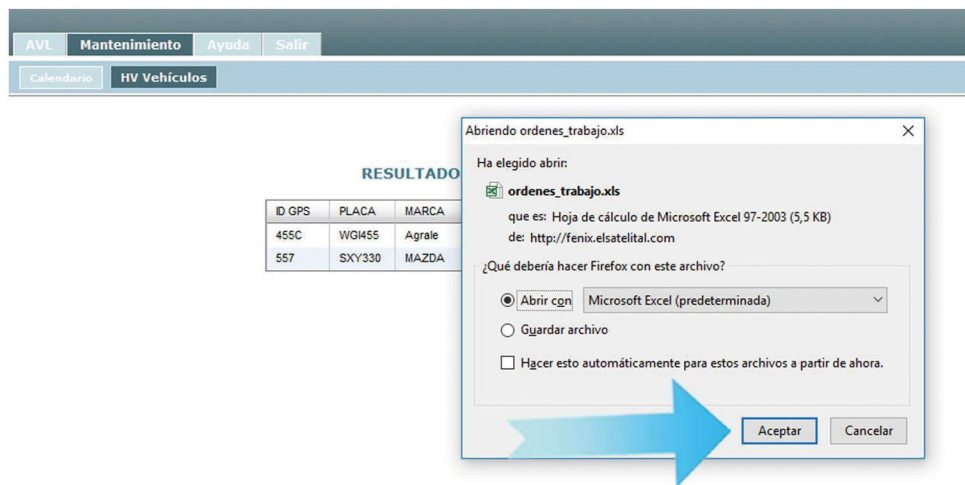 AVL Mantenimiento Ayuda Salir
Calendario HV Vehículos
RESULTADO
ID GPS PLACA MARCA
455C WGI455 Agrale
557 SXY330 MAZDA
Abriendo ordenes_trabajo.xls
Ha elegido abrir:
ordenes_trabajo.xls
que es: Hoja de cálculo de Microsoft Excel 97-2003 (5,5 KB)
de: http://fenix.elsatelital.com
¿Qué debería hacer Firefox con este archivo?
Abrir con Microsoft Excel (predeterminada)
Guardar archivo
Hacer esto automáticamente para estos archivos a partir de ahora.
Aceptar Cancelar